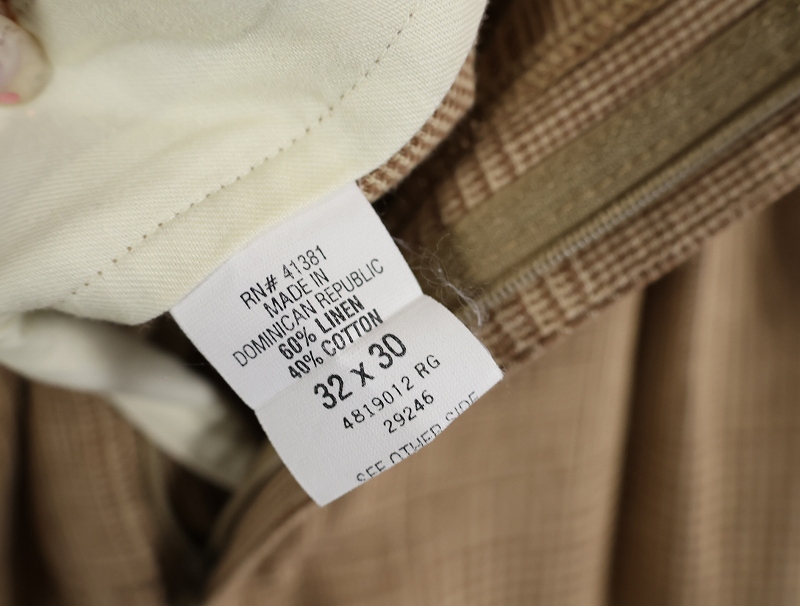 RN# 41381
MADE IN
DOMINICAN REPUBLIC
60% LINEN
40% COTTON
32 x 30
4819012 RG
29246
SEE OTHER SIDE